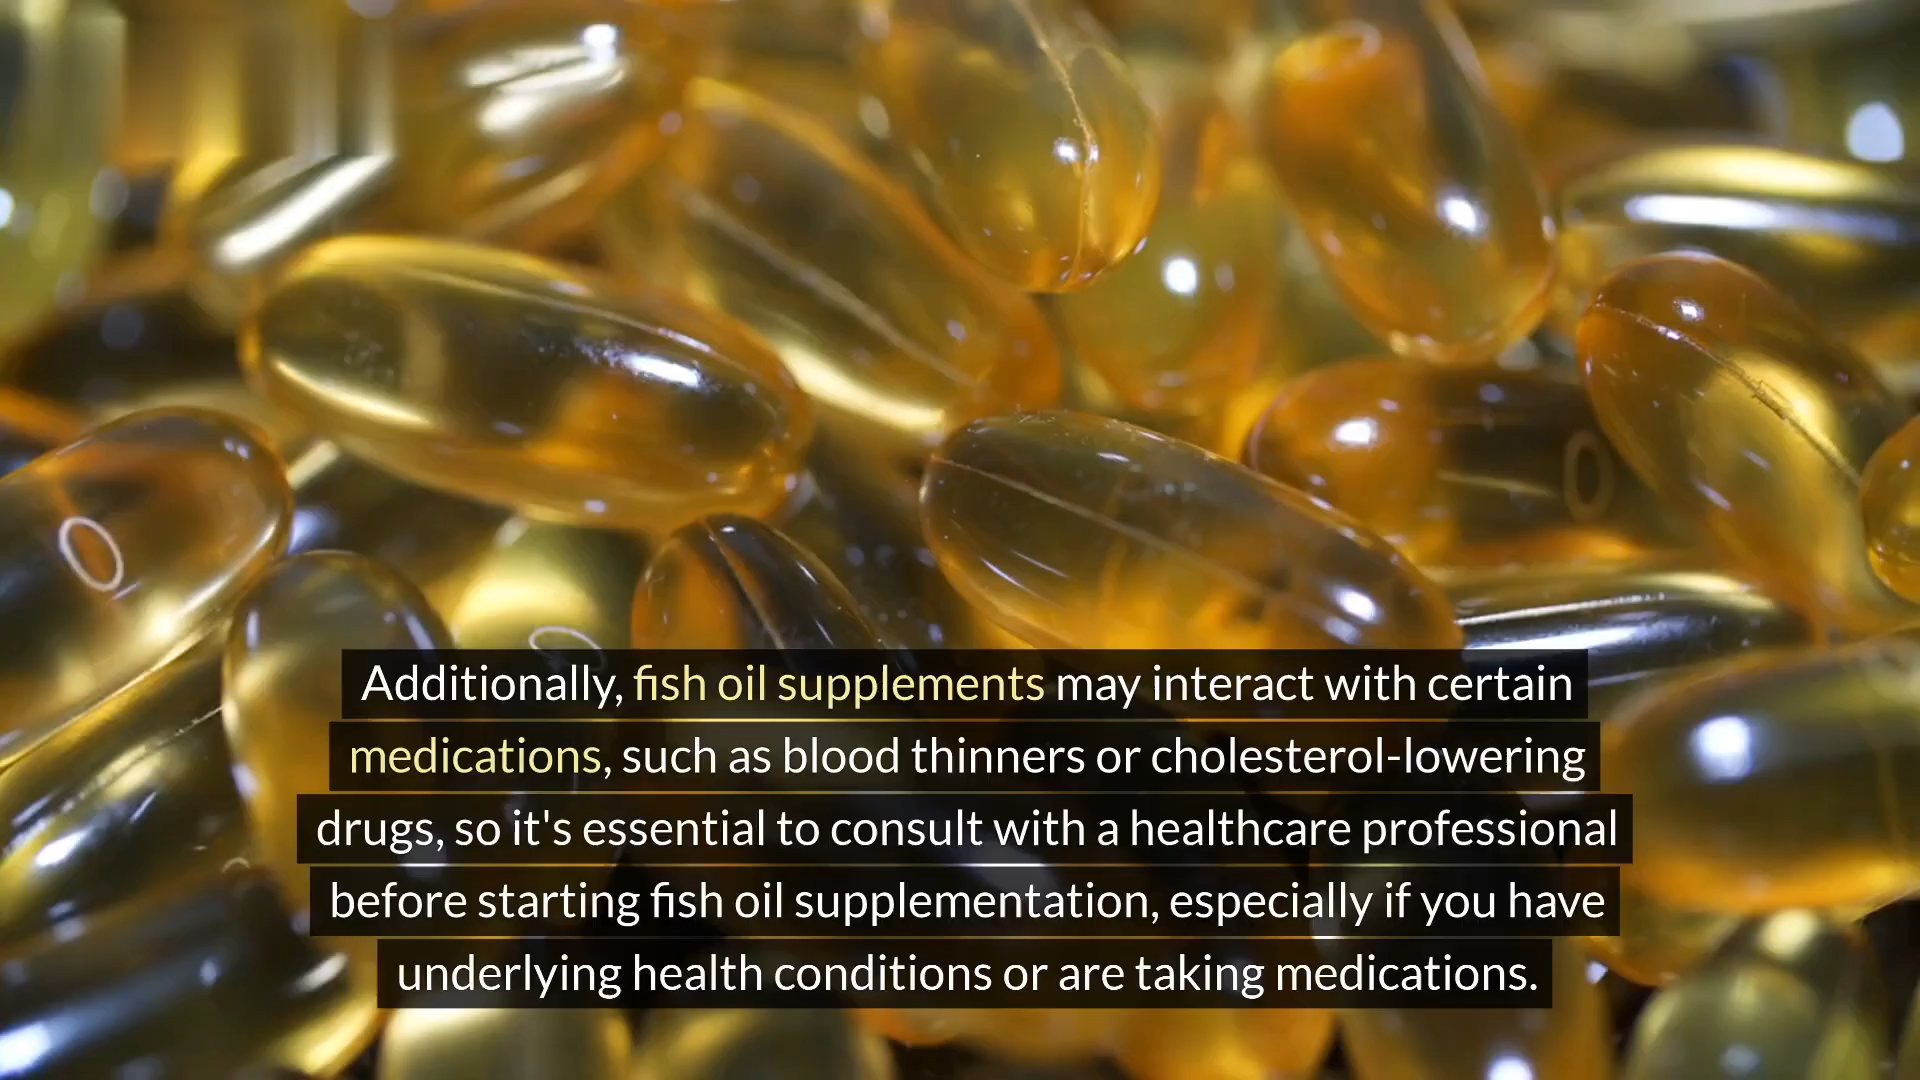 Additionally, fish oil supplements may interact with certain
medications, such as blood thinners or cholesterol-lowering
drugs, so it's essential to consult with a healthcare professional
before starting fish oil supplementation, especially if you have
underlying health conditions or are taking medications.